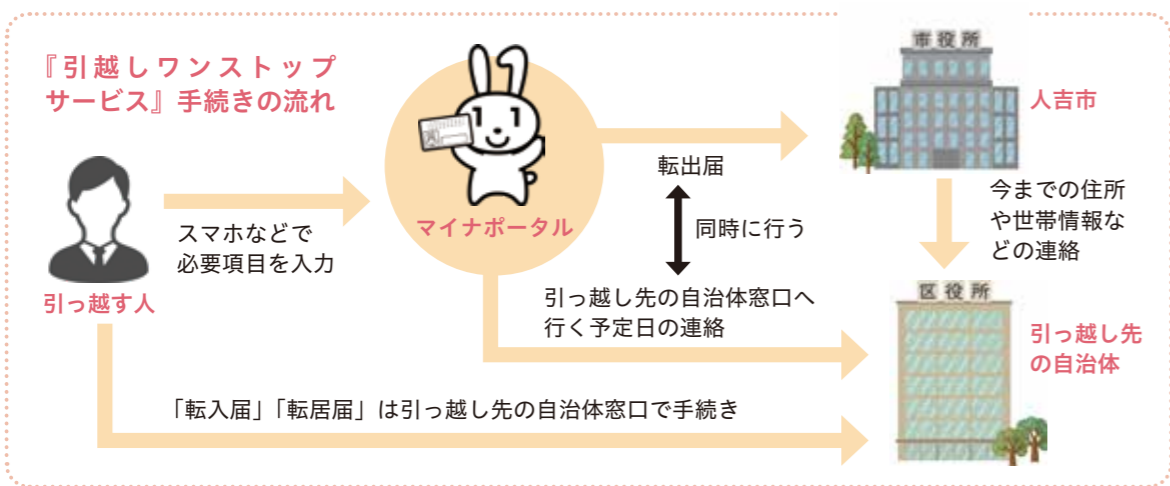 『引越しワンストップ
サービス』手続きの流れ
市役所
人吉市
転出届
スマホなどで
必要項目を入力
マイナポータル
同時に行う
今までの住所
や世帯情報な
どの連絡
引っ越す人
引っ越し先の自治体窓口へ
行く予定日の連絡
区役所
引っ越し先
の自治体
「転入届」「転居届」は引っ越し先の自治体窓口で手続き